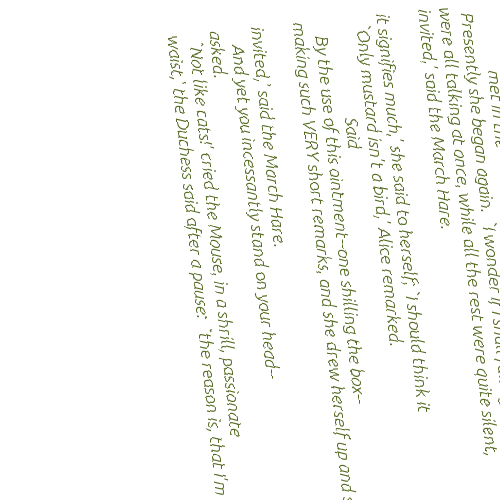 met in the
Presently she began again. `I wonder if I
were all talking at once, while all the rest were quite silent,
invited,' said the March Hare.
it signifies much,' she said to herself; `I should think it
`Only mustard isn't a bird,' Alice remarked.
Said
By the use of this ointment--one shilling the box--
making such VERY short remarks, and she drew herself up and
invited,' said the March Hare.
And yet you incessantly stand on your head--
asked.
`Not like cats!' cried the Mouse, in a shrill, passionate
waist,' the Duchess said after a pause: `the reason is, that I'm